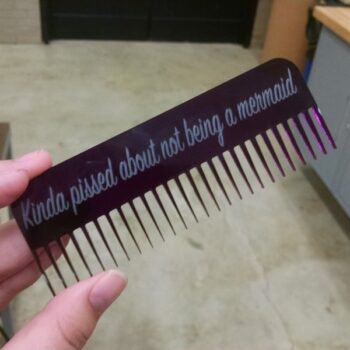 Kinda pissed about not being a mermaid